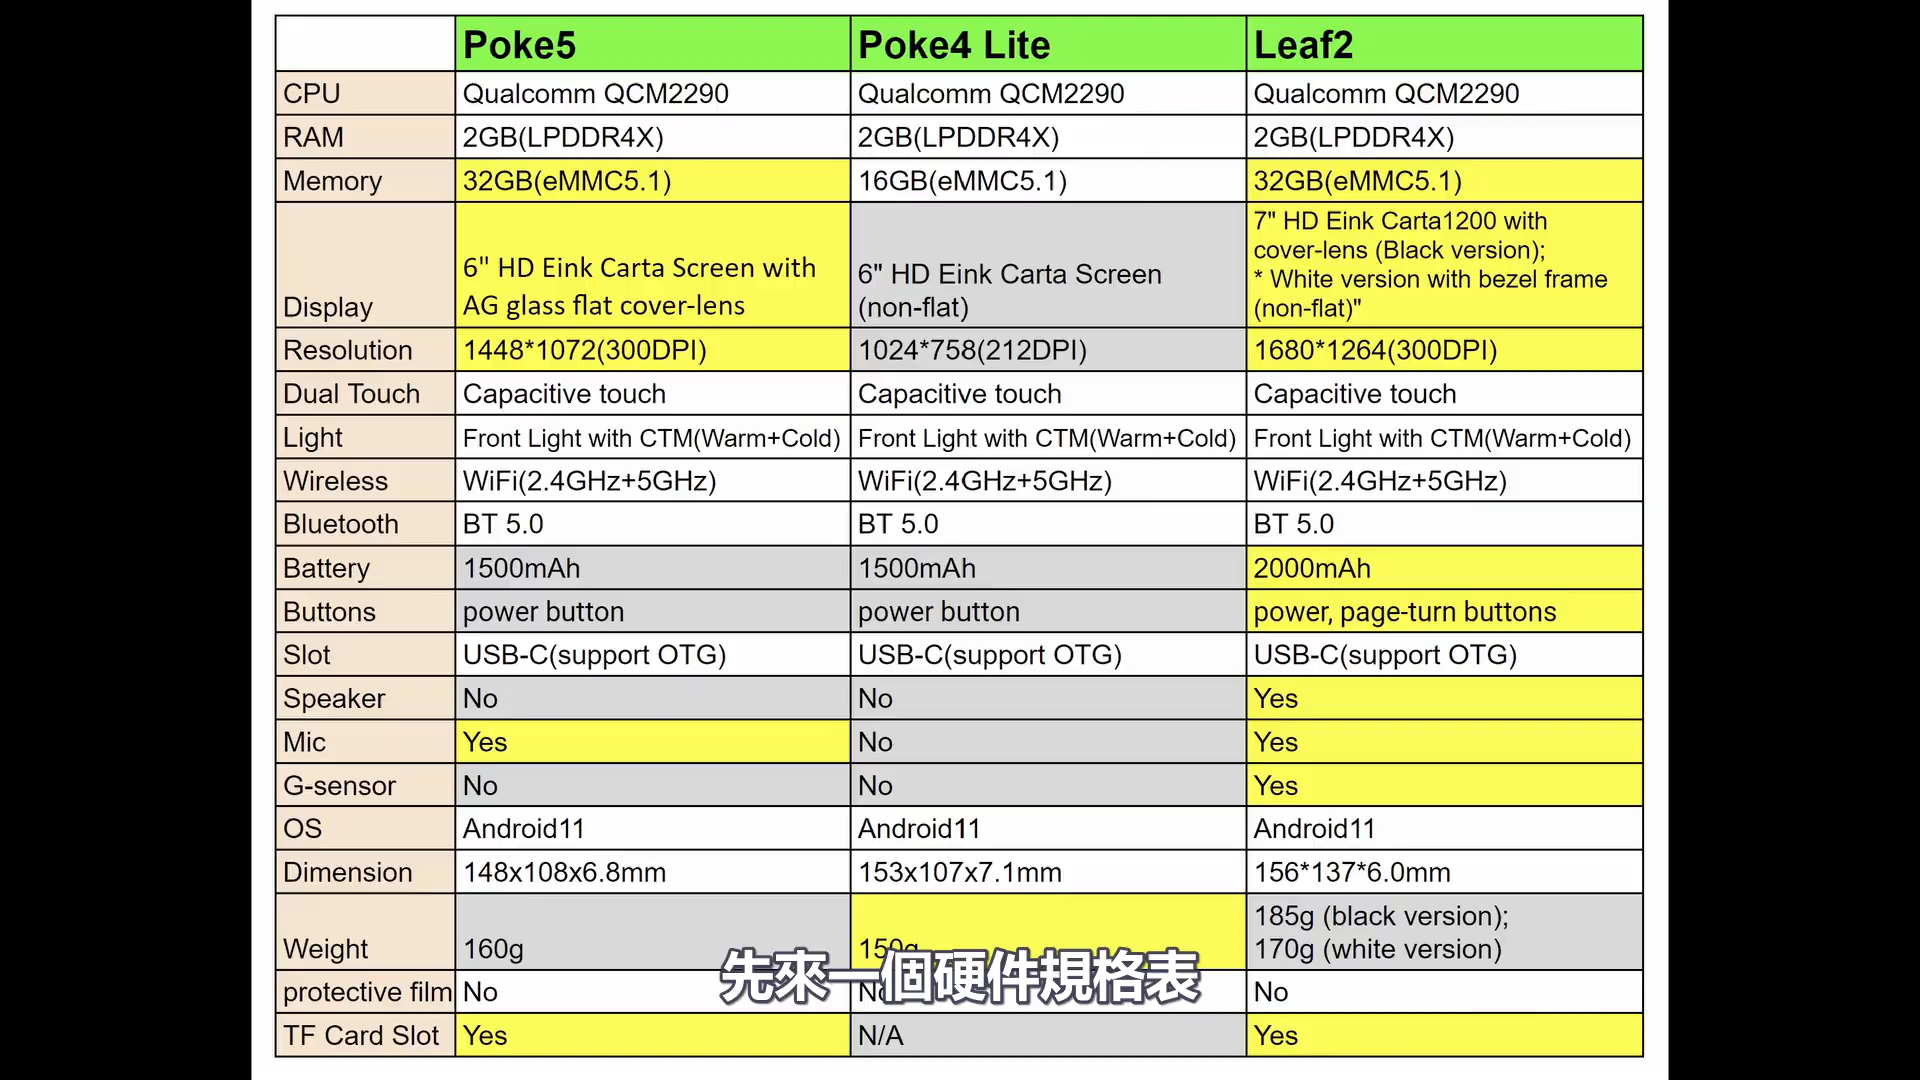 Poke5 Poke4 Lite Leaf2
CPU Qualcomm QCM2290 Qualcomm QCM2290 Qualcomm QCM2290
RAM 2GB(LPDDR4X) 2GB(LPDDR4X) 2GB(LPDDR4X)
Memory 32GB(eMMC5.1) 16GB(eMMC5.1) 32GB(eMMC5.1)
Display
6" HD Eink Carta Screen with
AG glass flat cover-lens
6" HD Eink Carta Screen
(non-flat)
7" HD Eink Carta1200 with
cover-lens (Black version);
* White version with bezel frame
(non-flat)"
Resolution 1448*1072(300DPI) 1024*758(212DPI) 1680*1264(300DPI)
Dual Touch Capacitive touch Capacitive touch Capacitive touch
Light Front Light with CTM(Warm+Cold) Front Light with CTM(Warm+Cold) Front Light with CTM(Warm+Cold)
Wireless WiFi(2.4GHz+5GHz) WiFi(2.4GHz+5GHz) WiFi(2.4GHz+5GHz)
Bluetooth BT 5.0 BT 5.0 BT 5.0
Battery 1500mAh 1500mAh 2000mAh
Buttons power button power button power, page-turn buttons
Slot USB-C(support OTG) USB-C(support OTG) USB-C(support OTG)
Speaker No No Yes
Mic Yes No Yes
G-sensor No No Yes
OS Android11 Android11 Android11
Dimension 148x108x6.8mm 153x107x7.1mm 156*137*6.0mm
Weight 160g 150g
185g (black version);
170g (white version)
先來一個硬件規格表
protective film No No No
TF Card Slot Yes N/A Yes